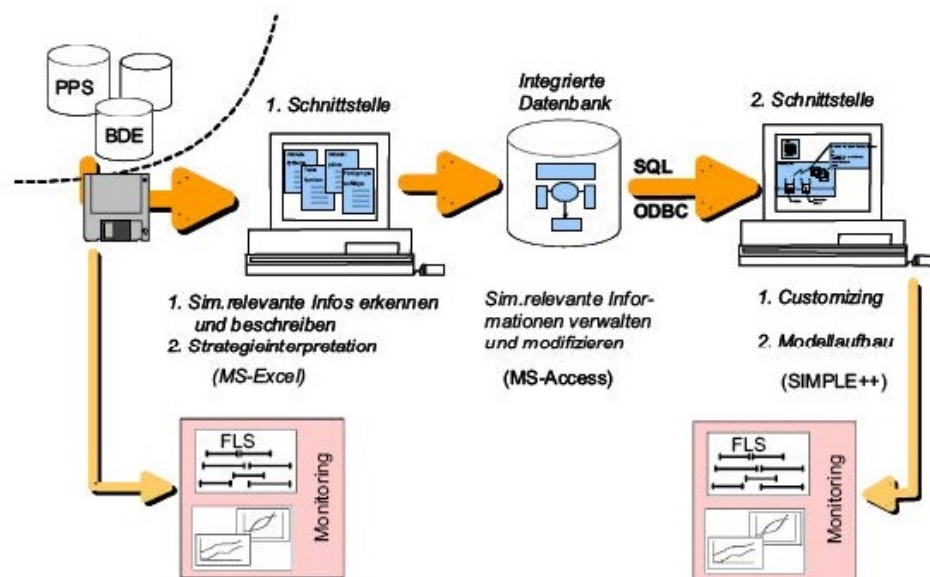 PPS
BDE
1. Schnittstelle
Integrierte
Datenbank
2. Schnittstelle
SQL
ODBC
1. Sim.relevante Infos erkennen
und beschreiben
2. Strategieinterpretation
(MS-Excel)
Sim.relevante Infor-
mationen verwalten
und modifizieren
(MS-Access)
1. Customizing
2. Modellaufbau
(SIMPLE++)
FLS
Monitoring
FLS
Monitoring